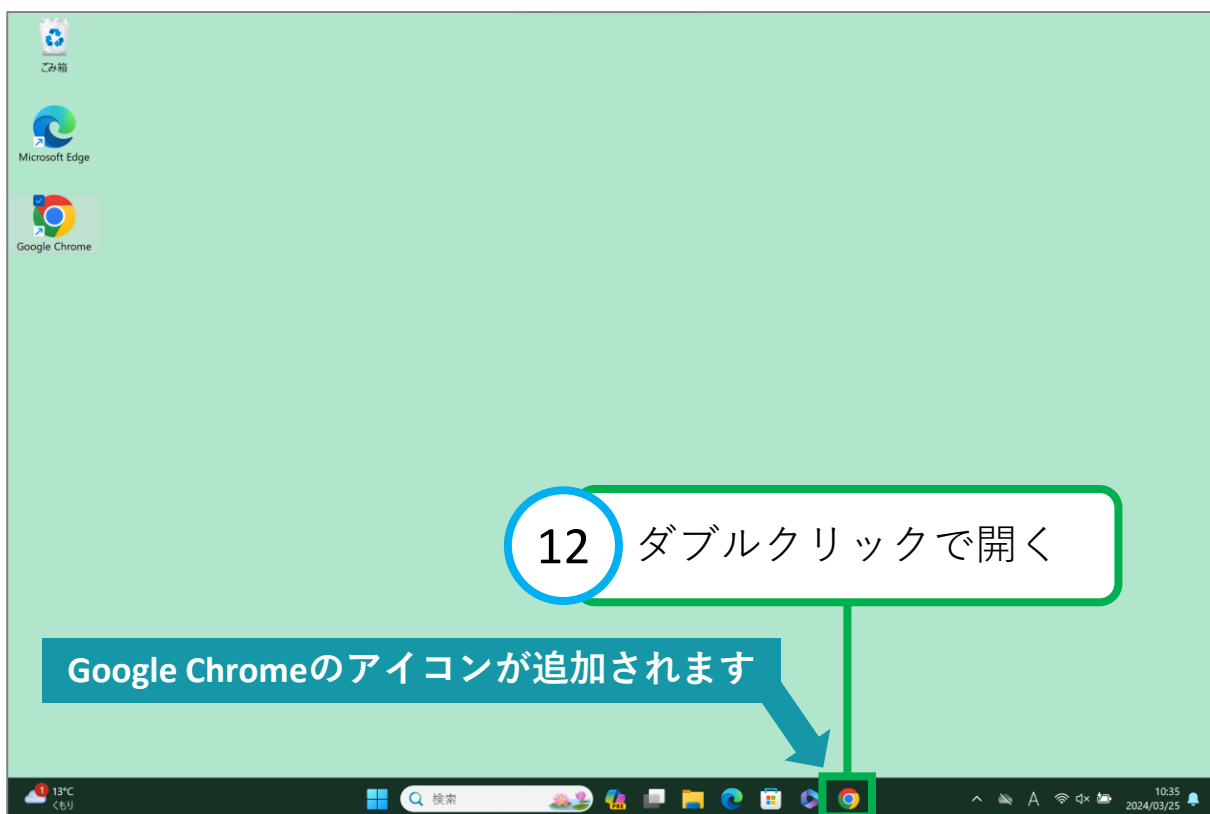 ごみ箱
Microsoft Edge
Google Chrome
12 ダブルクリックで開く
Google Chromeのアイコンが追加されます
1
13°C
くもり
検索
PRE
A
10:35
2024/03/25